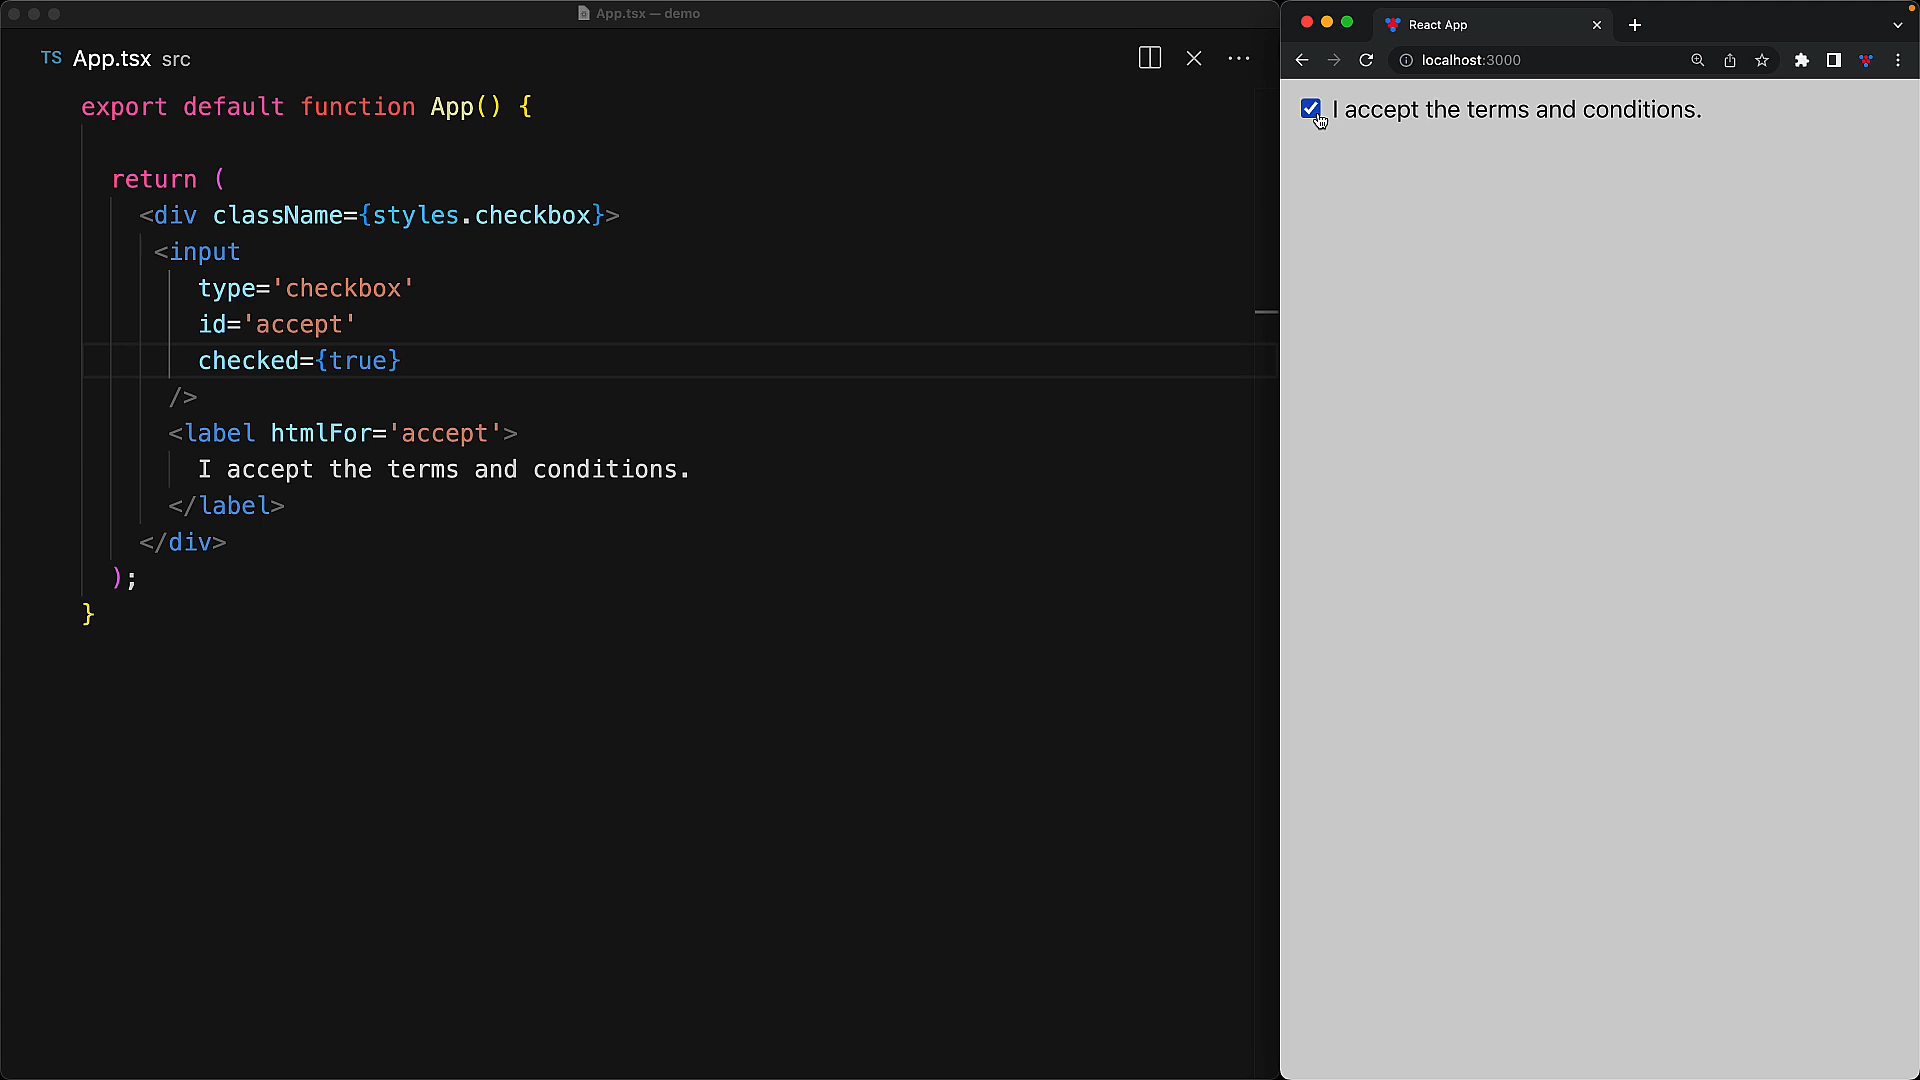 App.tsx — demo
TS App.tsx src
export default function App() {
return (
<div className={styles.checkbox}>
<input
type='checkbox'
id='accept'
checked={true}
/>
<label htmlFor='accept'>
I accept the terms and conditions.
</label>
</div>
);
}
React App
localhost:3000
I accept the terms and conditions.